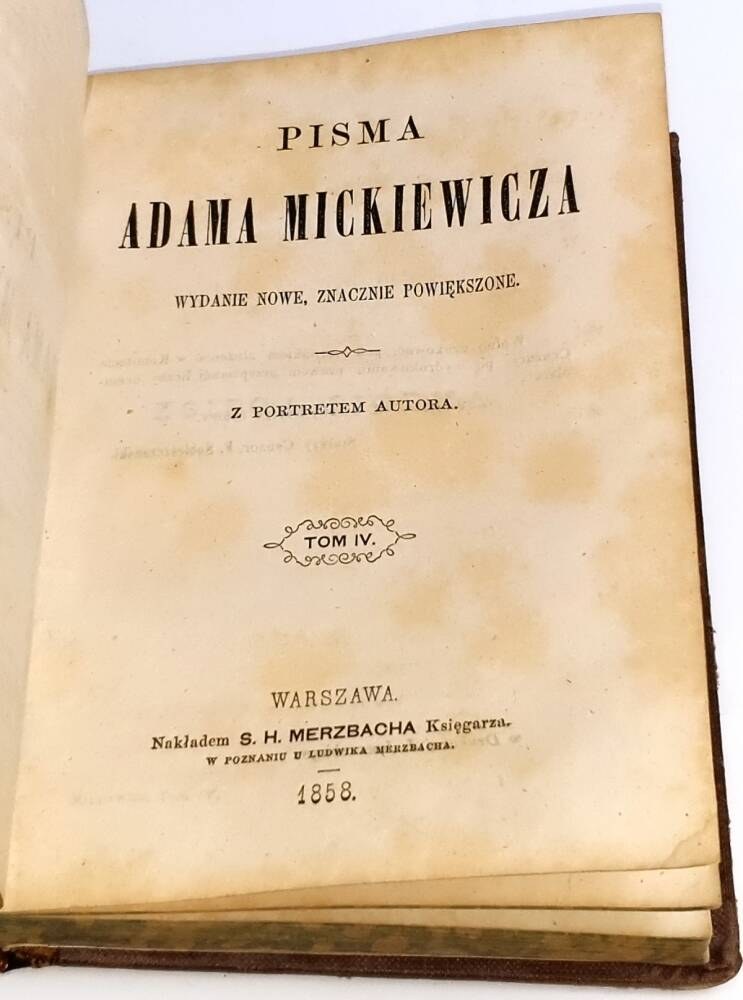 PISMA
ADAMA MICKIEWICZA
WYDANIE NOWE, ZNACZNIE POWIĘKSZONE.
Z PORTRETEM AUTORA.
TOM IV.
WARSZAWA.
Nakładem S. H. MERZBACHA Księgarza.
W POZNANIU U LUDWIKA MERZBACHA.
1858.